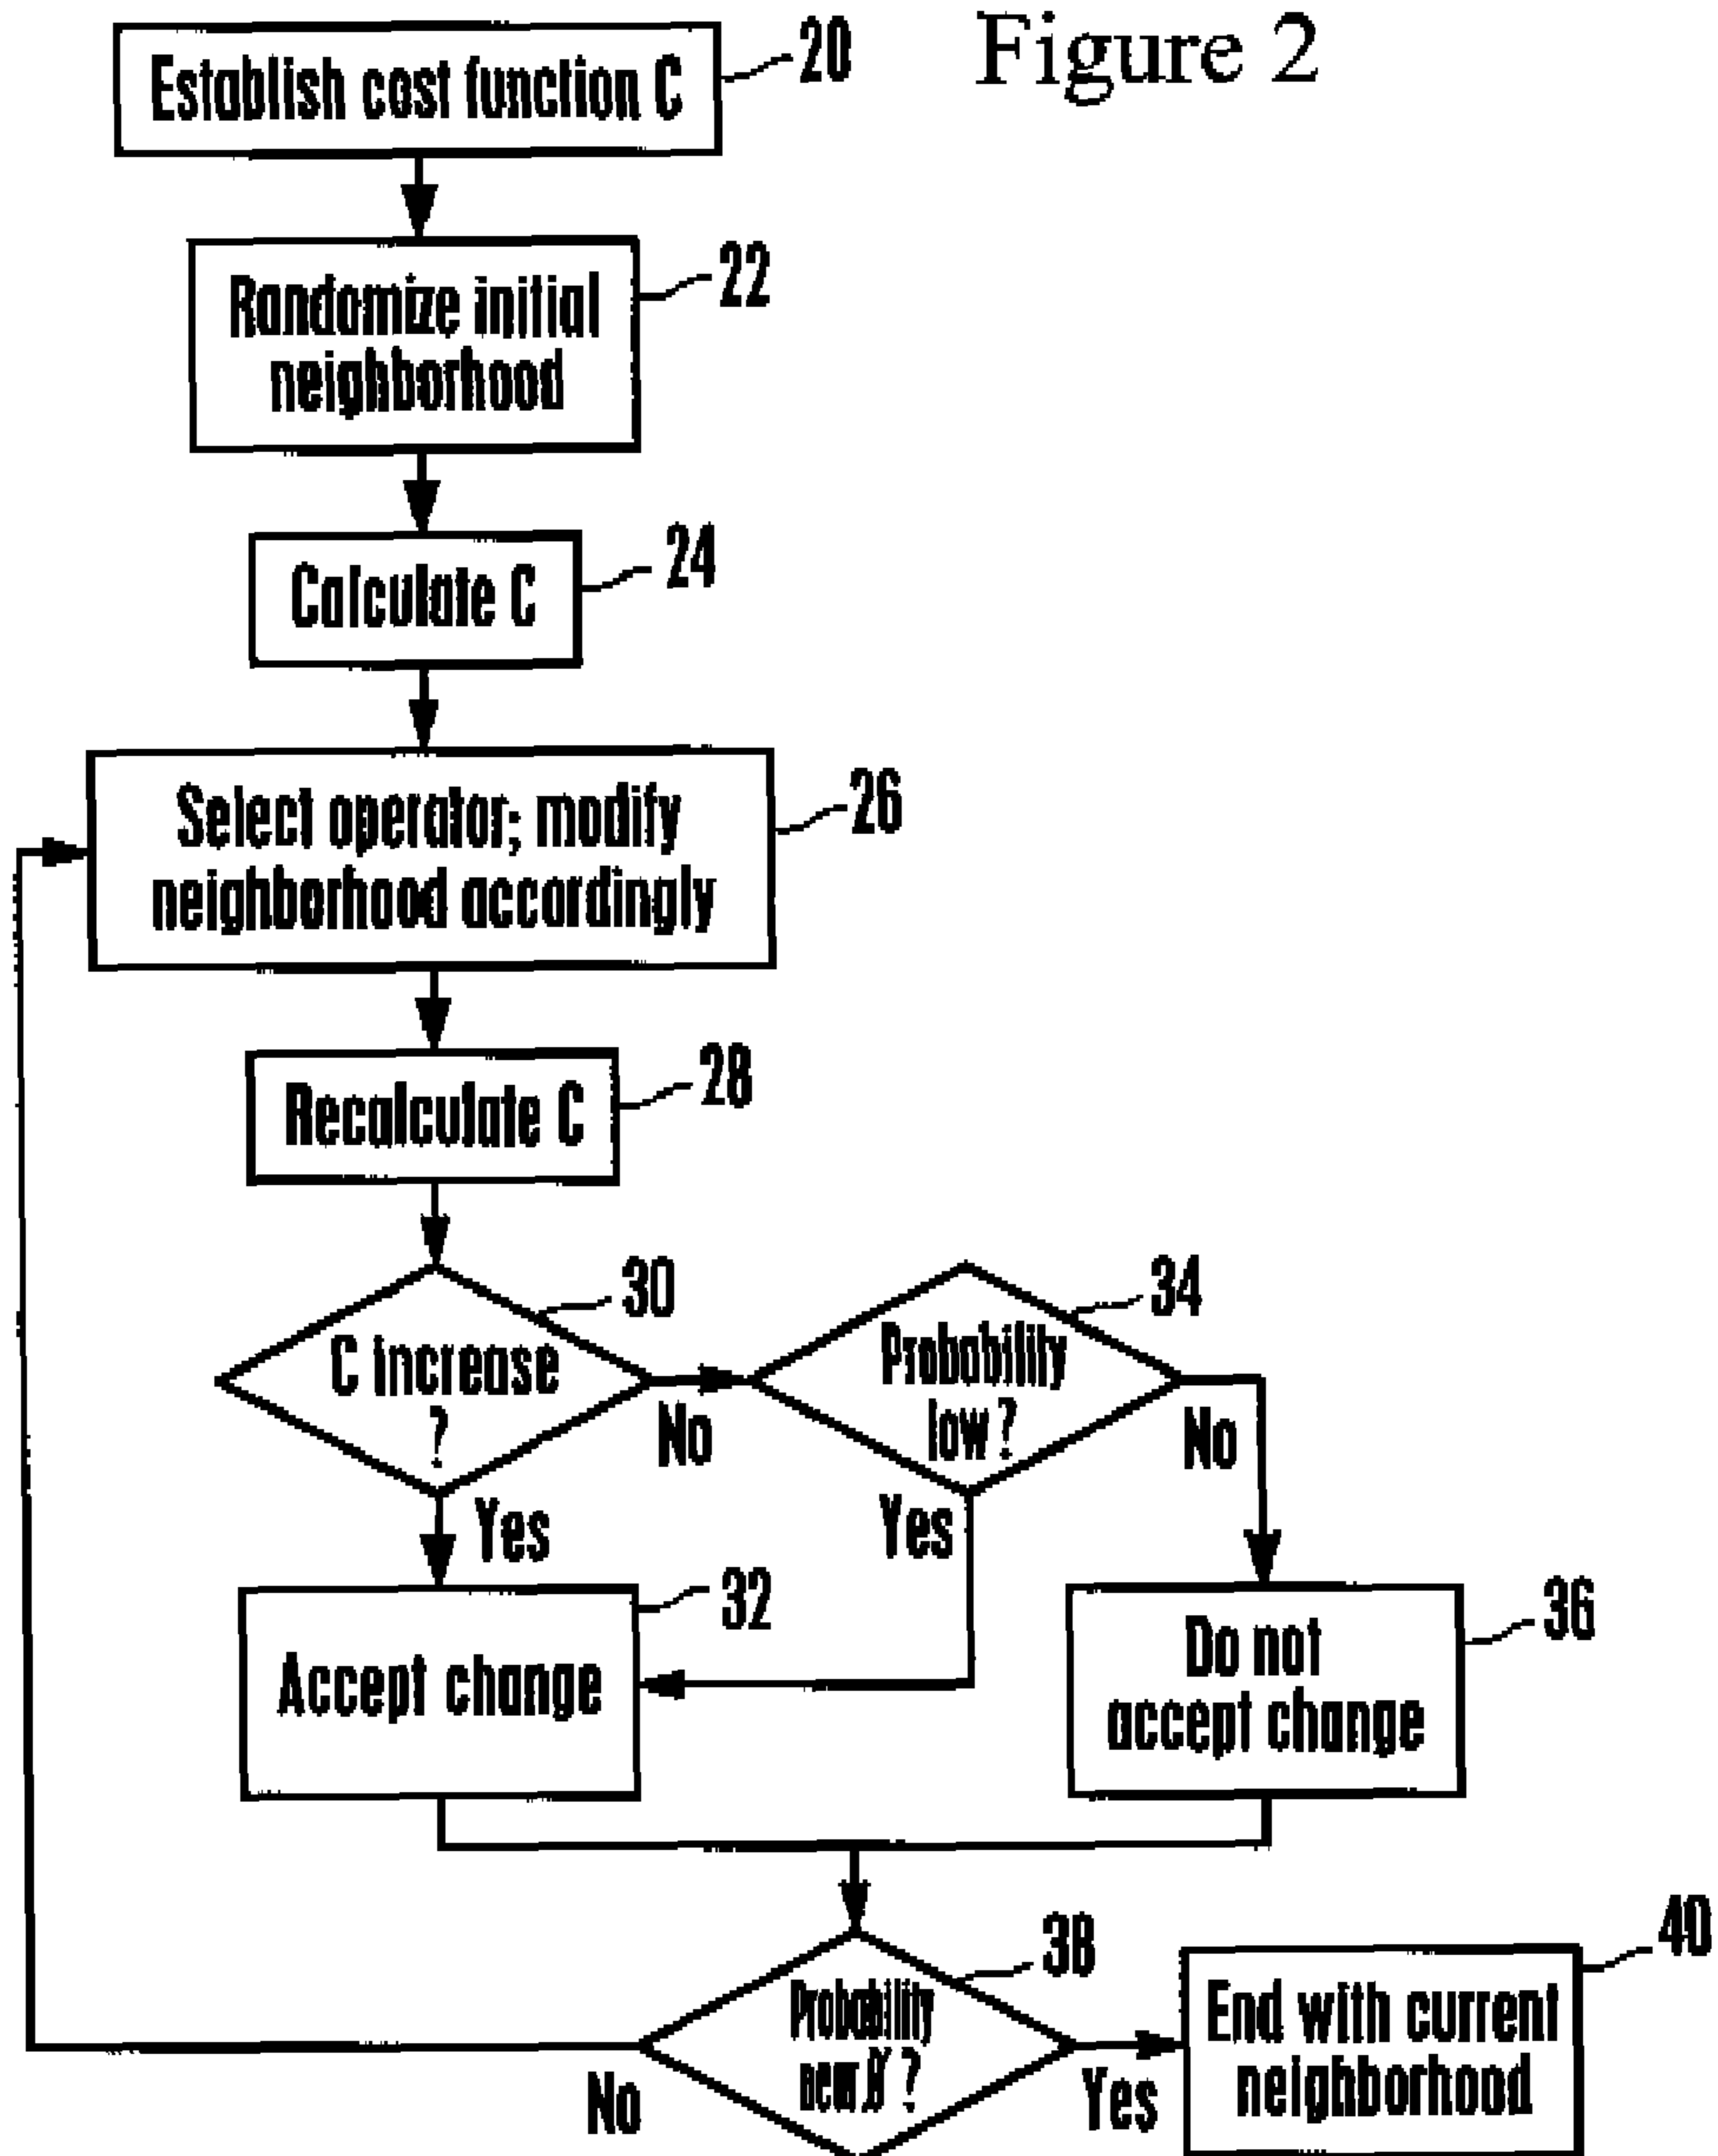 Figure 2
Establish cost function C
20
Randomize initial
neighborhood
22
Calculate C
24
Select operator; modify
neighborhood accordingly
26
Recalculate C
28
C increase
?
30
No
Yes
Probability
low?
34
No
Yes
Accept change
32
Do not
accept change
36
Probability
?
38
No
Yes
End with current
neighborhood
40